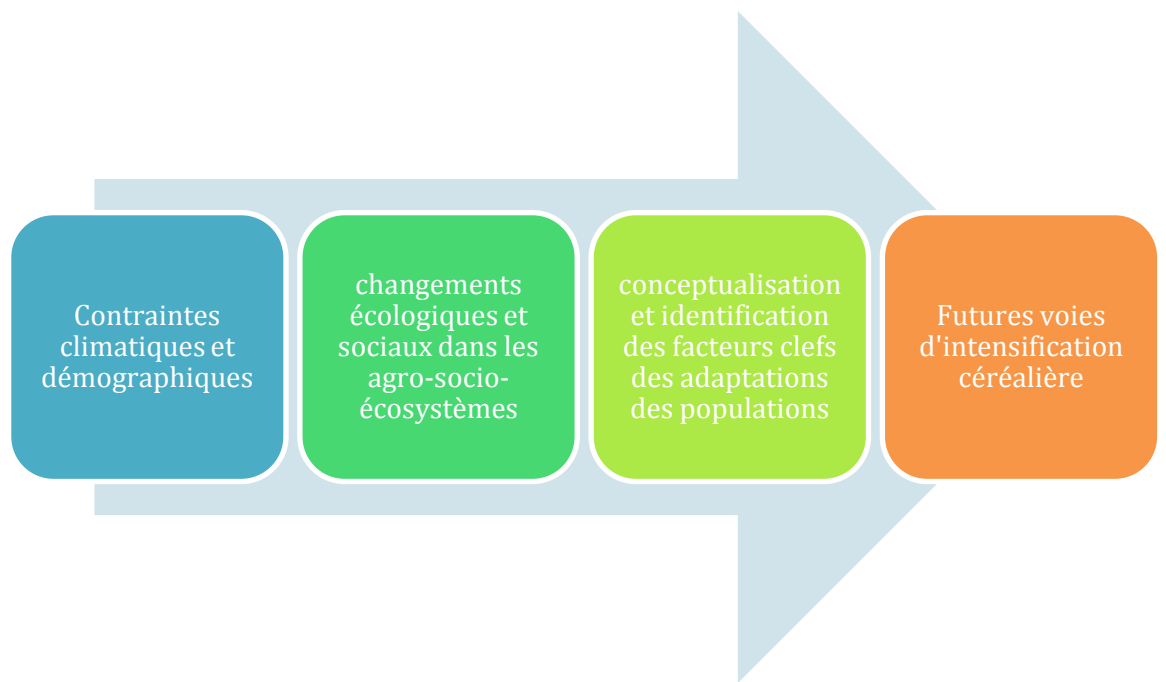 Contraintes
climatiques et
démographiques
changements
écologiques et
sociaux dans les
agro-socio-
écosystèmes
conceptualisation
et identification
des facteurs clefs
des adaptations
des populations
Futures voies
d'intensification
céréalière